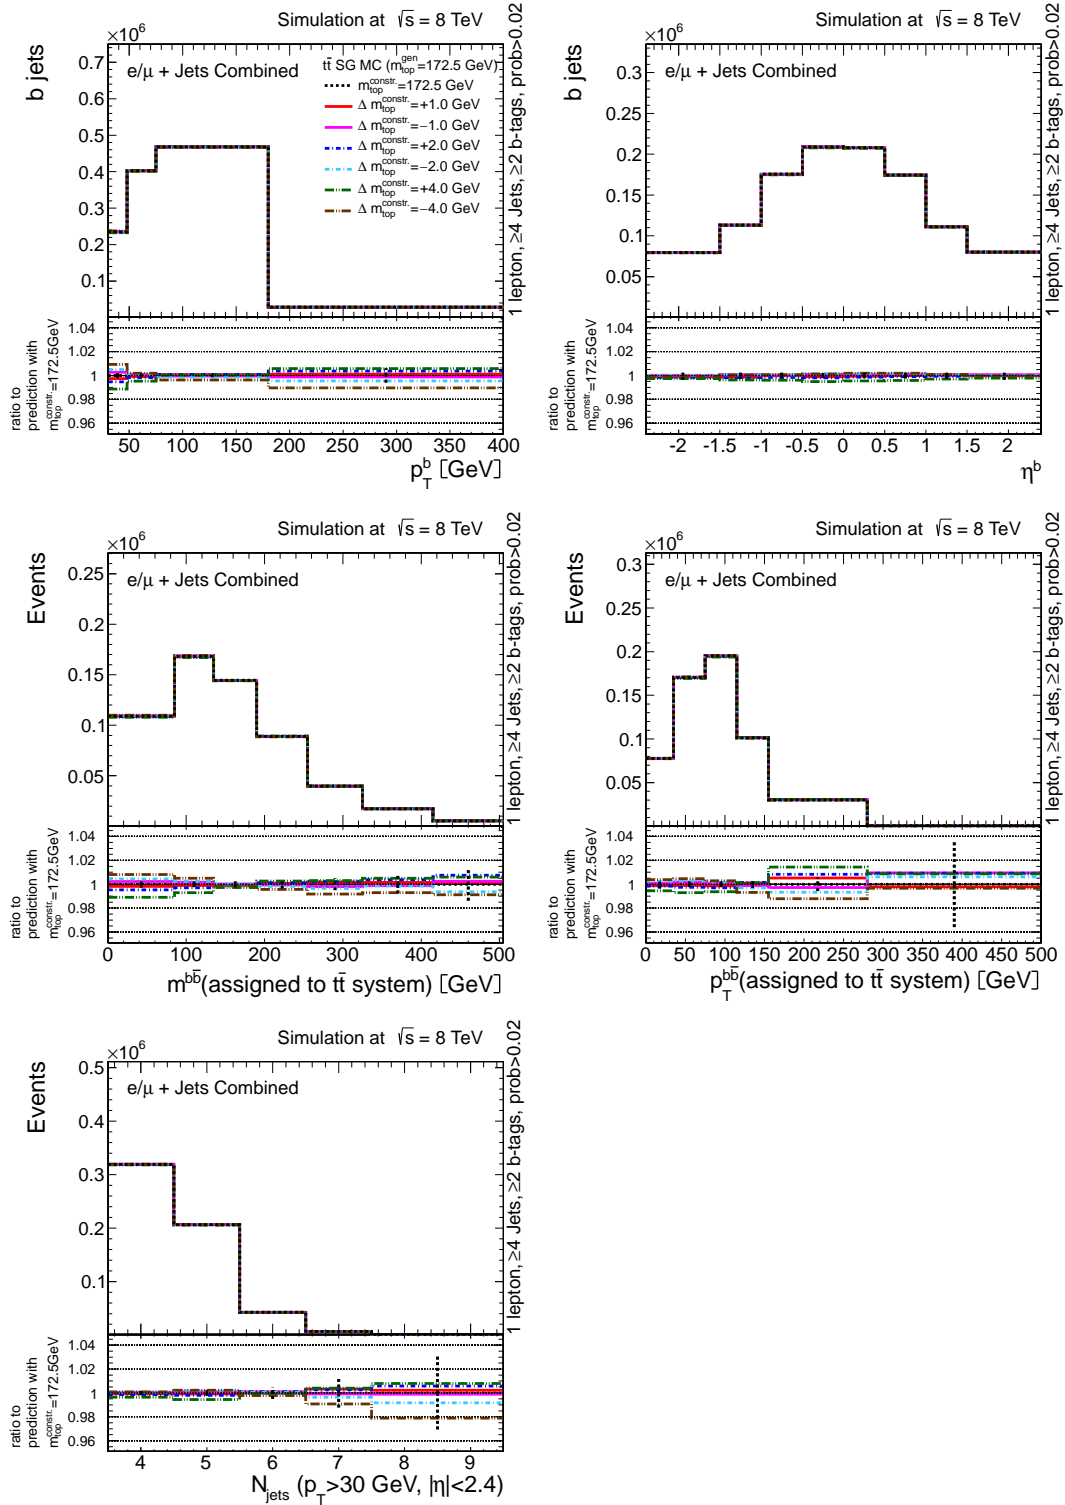 Simulation at √s = 8 TeV
×10⁶
b jets
e/μ + Jets Combined
tt̄ SG MC (m_top^gen=172.5 GeV)
m_top^constr.=172.5 GeV
Δ m_top^constr.=+1.0 GeV
Δ m_top^constr.=−1.0 GeV
Δ m_top^constr.=+2.0 GeV
Δ m_top^constr.=−2.0 GeV
Δ m_top^constr.=+4.0 GeV
Δ m_top^constr.=−4.0 GeV
0.7
0.6
0.5
0.4
0.3
0.2
0.1
1 lepton, ≥4 Jets, ≥2 b-tags, prob>0.02
ratio to
prediction with
m_top^constr.=172.5GeV
1.04
1.02
1
0.98
0.96
50 100 150 200 250 300 350 400
p_T^b [GeV]
Simulation at √s = 8 TeV
×10⁶
b jets
e/μ + Jets Combined
0.3
0.25
0.2
0.15
0.1
0.05
1 lepton, ≥4 Jets, ≥2 b-tags, prob>0.02
ratio to
prediction with
m_top^constr.=172.5GeV
1.04
1.02
1
0.98
0.96
-2 -1.5 -1 -0.5 0 0.5 1 1.5 2
η^b
Simulation at √s = 8 TeV
×10⁶
Events
e/μ + Jets Combined
0.25
0.2
0.15
0.1
0.05
1 lepton, ≥4 Jets, ≥2 b-tags, prob>0.02
ratio to
prediction with
m_top^constr.=172.5GeV
1.04
1.02
1
0.98
0.96
0 100 200 300 400 500
m^bb̄(assigned to tt̄ system) [GeV]
Simulation at √s = 8 TeV
×10⁶
Events
e/μ + Jets Combined
0.3
0.25
0.2
0.15
0.1
0.05
1 lepton, ≥4 Jets, ≥2 b-tags, prob>0.02
ratio to
prediction with
m_top^constr.=172.5GeV
1.04
1.02
1
0.98
0.96
0 50 100 150 200 250 300 350 400 450 500
p_T^bb̄(assigned to tt̄ system) [GeV]
Simulation at √s = 8 TeV
×10⁶
Events
e/μ + Jets Combined
0.5
0.4
0.3
0.2
0.1
1 lepton, ≥4 Jets, ≥2 b-tags, prob>0.02
ratio to
prediction with
m_top^constr.=172.5GeV
1.04
1.02
1
0.98
0.96
4 5 6 7 8 9
N_jets (p_T>30 GeV, |η|<2.4)